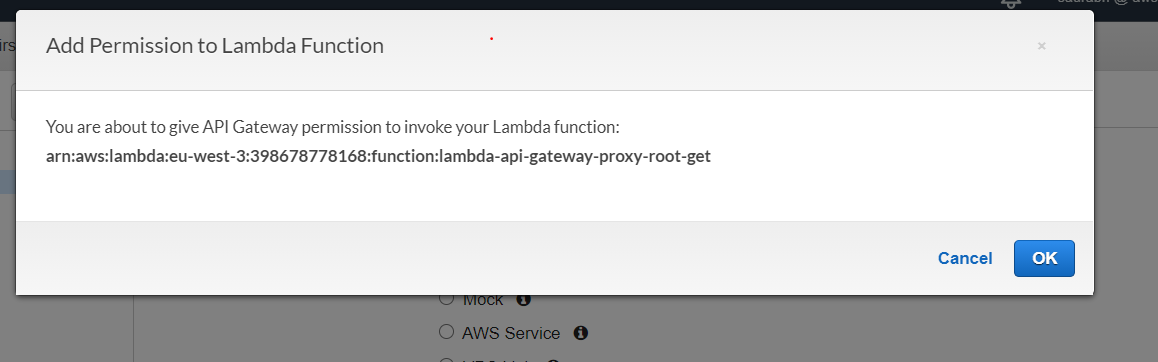 Add Permission to Lambda Function
×
You are about to give API Gateway permission to invoke your Lambda function:
arn:aws:lambda:eu-west-3:398678778168:function:lambda-api-gateway-proxy-root-get
Cancel OK
Mock
AWS Service